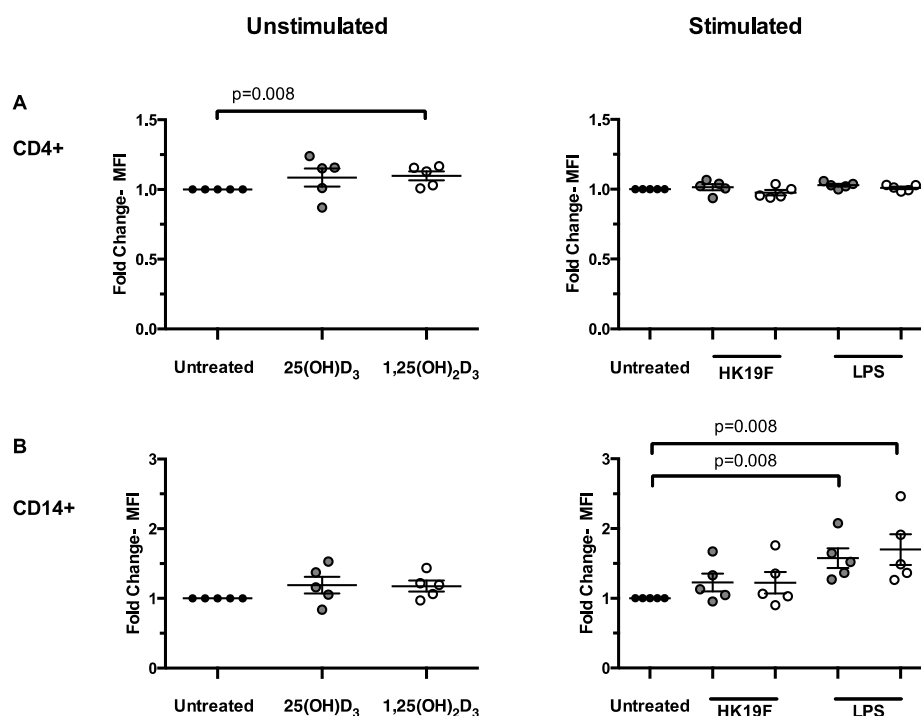 Unstimulated
Stimulated
A
CD4+
p=0.008
Fold Change- MFI
1.5
1.0
0.5
0.0
Untreated
25(OH)D₃
1,25(OH)₂D₃
Fold Change- MFI
1.5
1.0
0.5
0.0
Untreated
HK19F
LPS
B
CD14+
Fold Change- MFI
3
2
1
0
Untreated
25(OH)D₃
1,25(OH)₂D₃
p=0.008
p=0.008
Fold Change- MFI
3
2
1
0
Untreated
HK19F
LPS